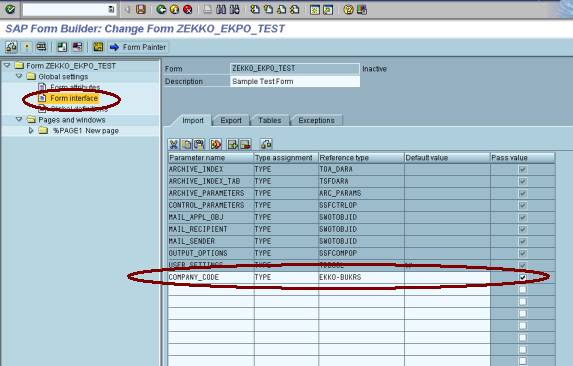 SAP Form Builder: Change Form ZEKKO_EKPO_TEST
Form Painter
Form ZEKKO_EKPO_TEST
Global settings
Form attributes
Form interface
Global definitions
Pages and windows
%PAGE1 New page
Form ZEKKO_EKPO_TEST Inactive
Description Sample Test Form
Import Export Tables Exceptions
Parameter name Type assignment Reference type Default value Pass value
ARCHIVE_INDEX TYPE TOA_DARA
ARCHIVE_INDEX_TAB TYPE TSFDARA
ARCHIVE_PARAMETERS TYPE ARC_PARAMS
CONTROL_PARAMETERS TYPE SSFCTRLOP
MAIL_APPL_OBJ TYPE SWOTOBJID
MAIL_RECIPIENT TYPE SWOTOBJID
MAIL_SENDER TYPE SWOTOBJID
OUTPUT_OPTIONS TYPE SSFCOMPOP
USER_SETTINGS TYPE TDBOOL
COMPANY_CODE TYPE EKKO-BUKRS